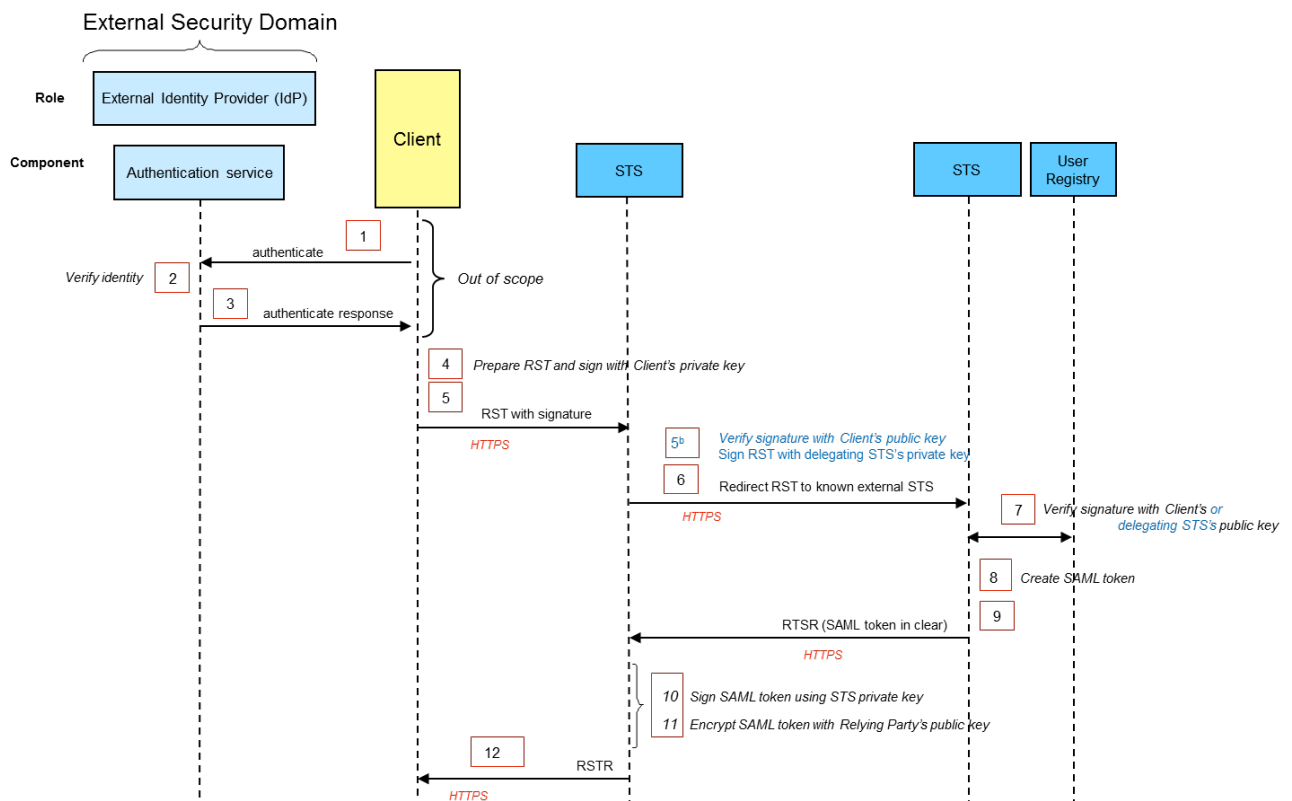 External Security Domain
Role
External Identity Provider (IdP)
Client
Component
Authentication service
STS
STS
User
Registry
1
authenticate
Verify identity
2
Out of scope
3
authenticate response
4
Prepare RST and sign with Client's private key
5
RST with signature
HTTPS
5b
Verify signature with Client's public key
Sign RST with delegating STS's private key
6
Redirect RST to known external STS
HTTPS
7
Verify signature with Client's or
delegating STS's public key
8
Create SAML token
9
RTSR (SAML token in clear)
HTTPS
10
Sign SAML token using STS private key
11
Encrypt SAML token with Relying Party's public key
12
RSTR
HTTPS